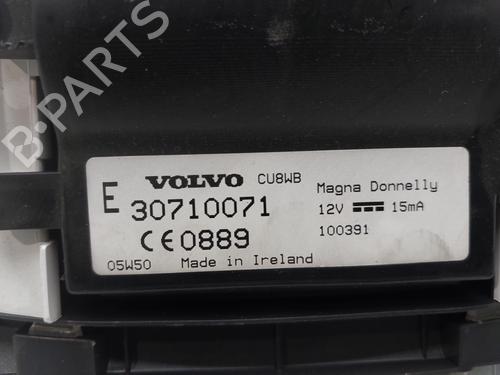 B-PARTS
VOLVO CU8WB
E 30710071
CE0889
05W50 Made in Ireland
Magna Donnelly
12V 15mA
100391